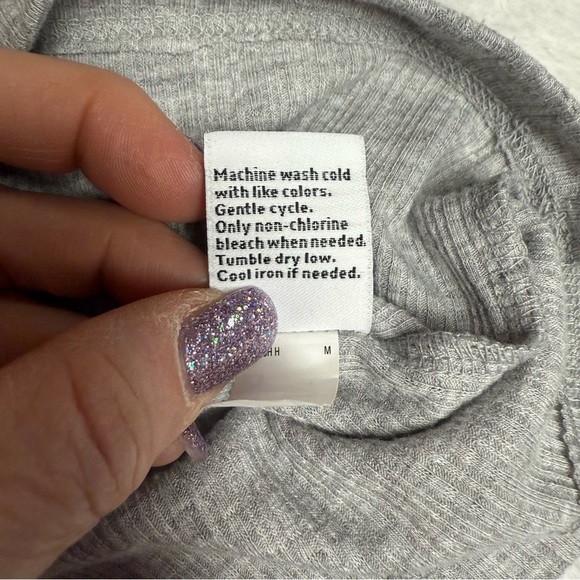 Machine wash cold
with like colors.
Gentle cycle.
Only non-chlorine
bleach when needed.
Tumble dry low.
Cool iron if needed.
M